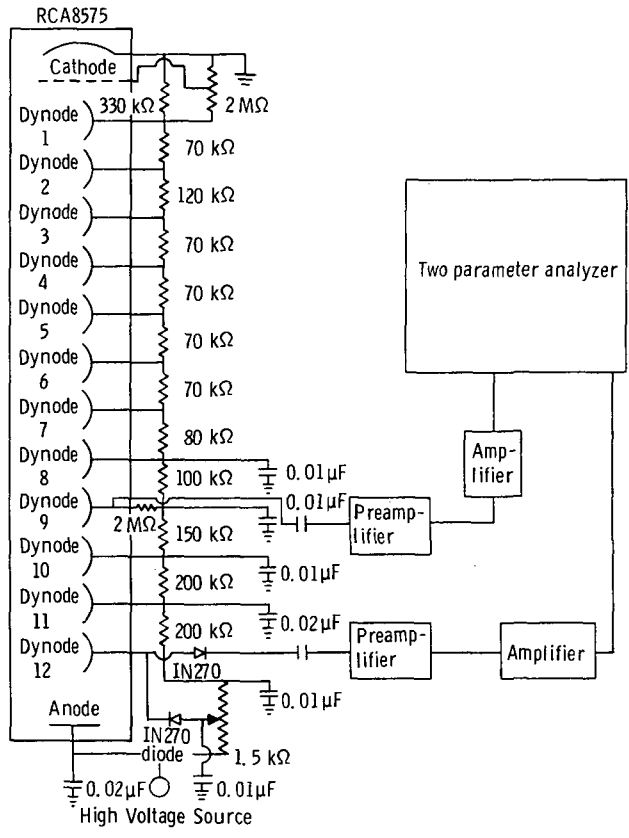 RCA8575
Cathode
330 kΩ
2 MΩ
Dynode
1
70 kΩ
Dynode
2
120 kΩ
Dynode
3
70 kΩ
Dynode
4
70 kΩ
Dynode
5
70 kΩ
Dynode
6
70 kΩ
Dynode
7
80 kΩ
Dynode
8
0.01μF
100 kΩ
0.01μF
Dynode
9
2 MΩ
150 kΩ
Dynode
10
0.01μF
200 kΩ
Dynode
11
0.02μF
200 kΩ
Dynode
12
IN270
0.01μF
Anode
IN270
diode
1.5 kΩ
0.02μF
0.01μF
High Voltage Source
Two parameter analyzer
Amp-
lifier
Preamp-
lifier
Preamp-
lifier
Amplifier